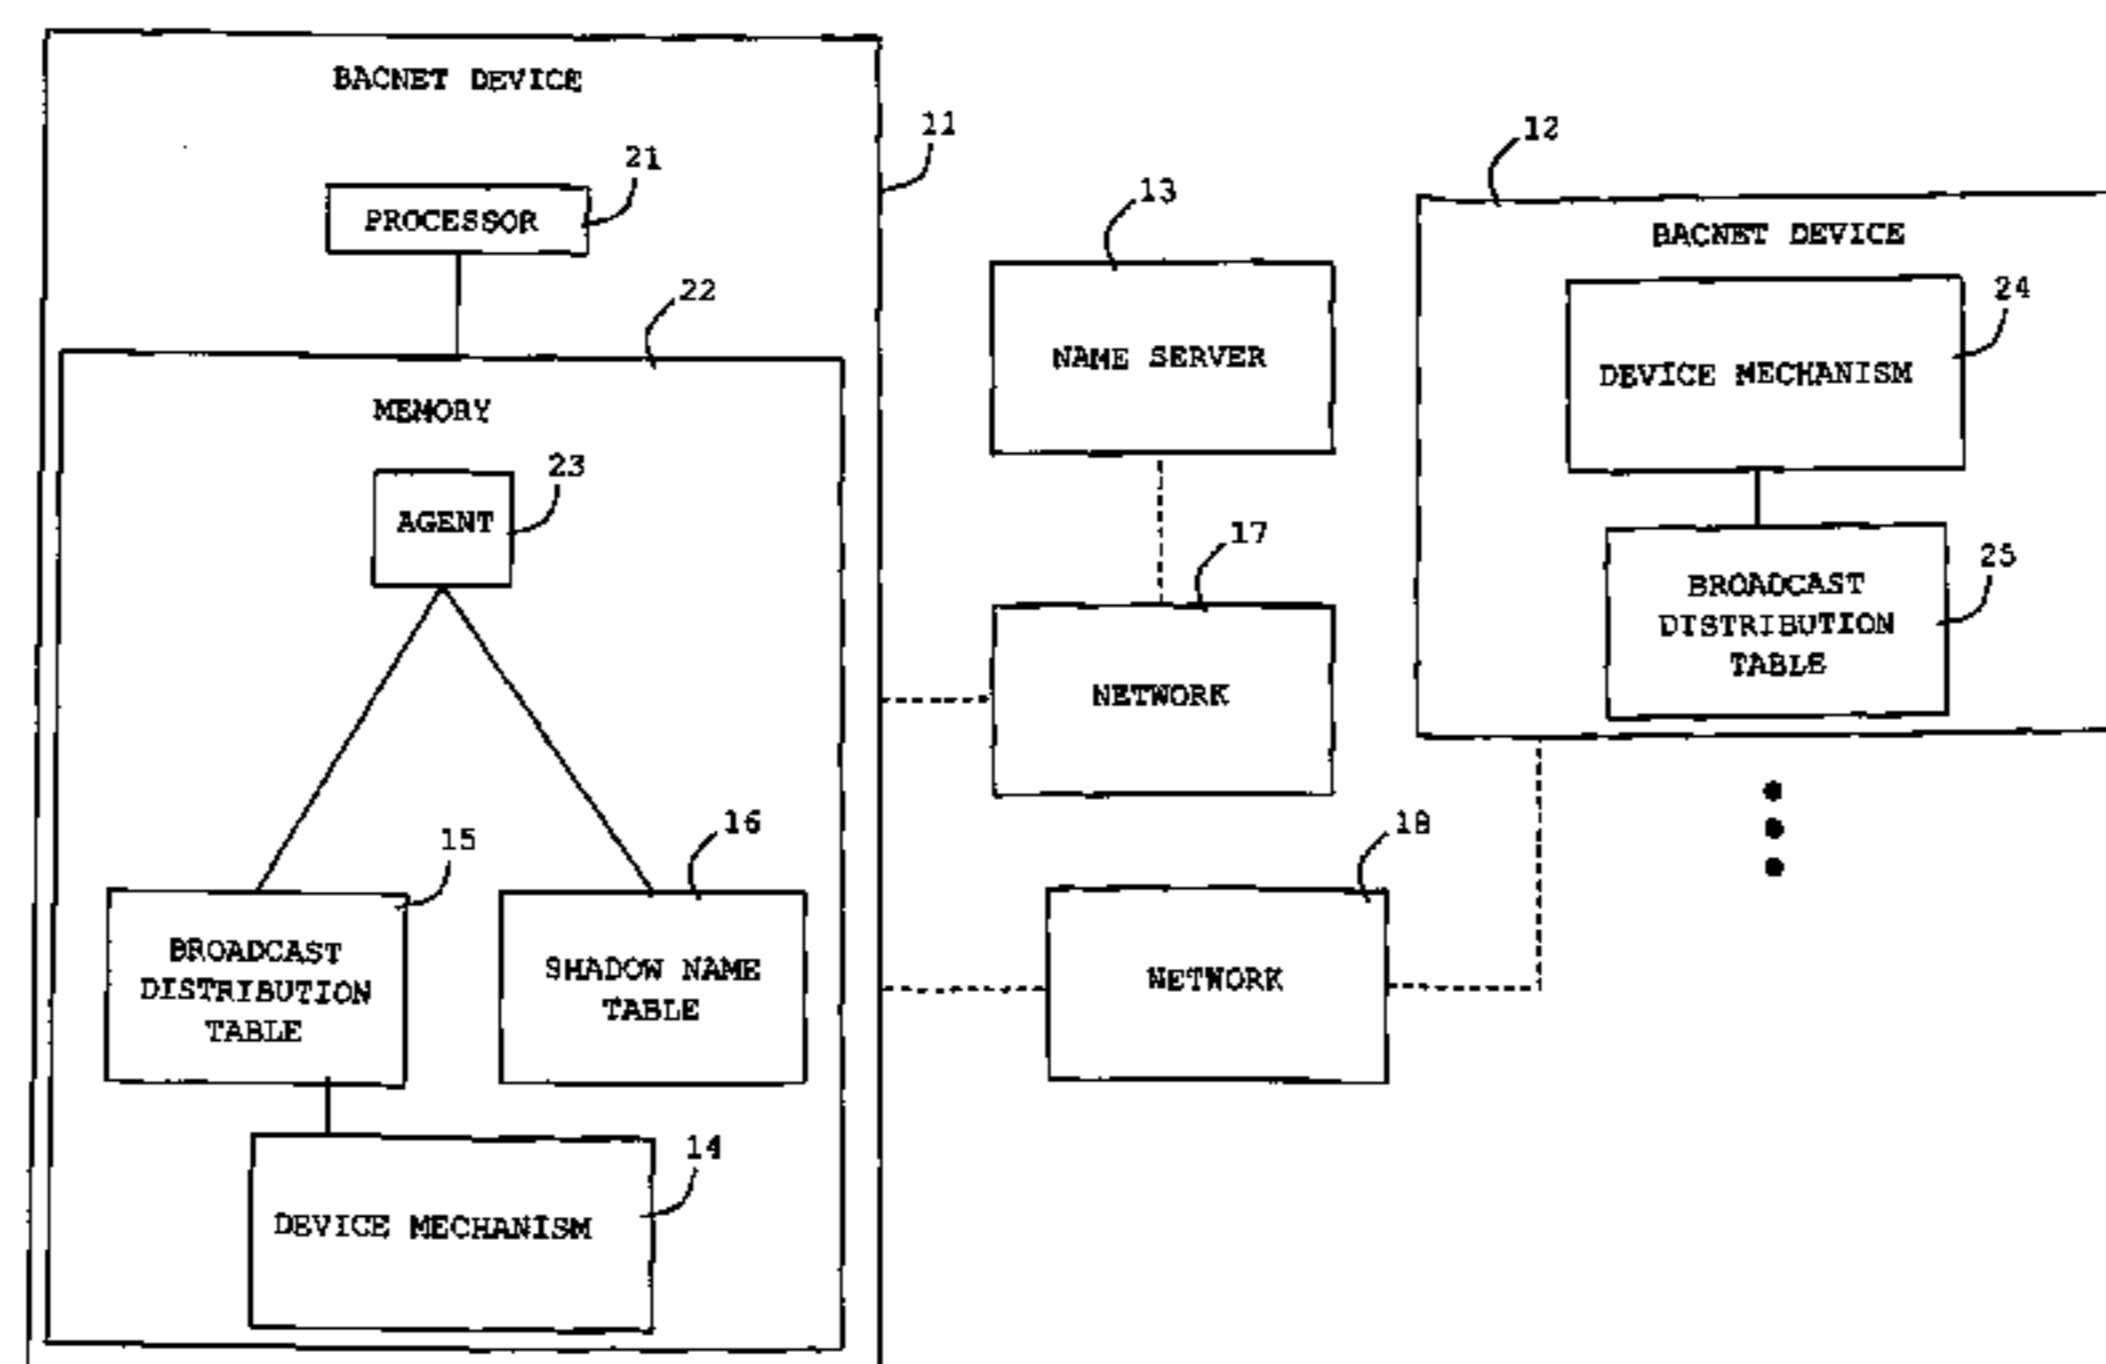 BACNET DEVICE
11
21
PROCESSOR
22
MEMORY
23
AGENT
15
16
BROADCAST
DISTRIBUTION
TABLE
SHADOW NAME
TABLE
14
DEVICE MECHANISM
13
NAME SERVER
17
NETWORK
18
NETWORK
12
BACNET DEVICE
24
DEVICE MECHANISM
25
BROADCAST
DISTRIBUTION
TABLE